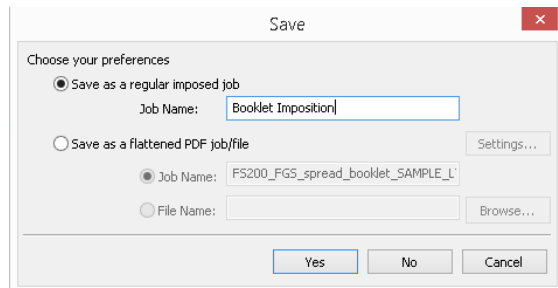 Save
Choose your preferences
Save as a regular imposed job
Job Name: Booklet Imposition
Save as a flattened PDF job/file Settings...
Job Name: FS200_FGS_spread_booklet_SAMPLE_L
File Name: Browse...
Yes No Cancel